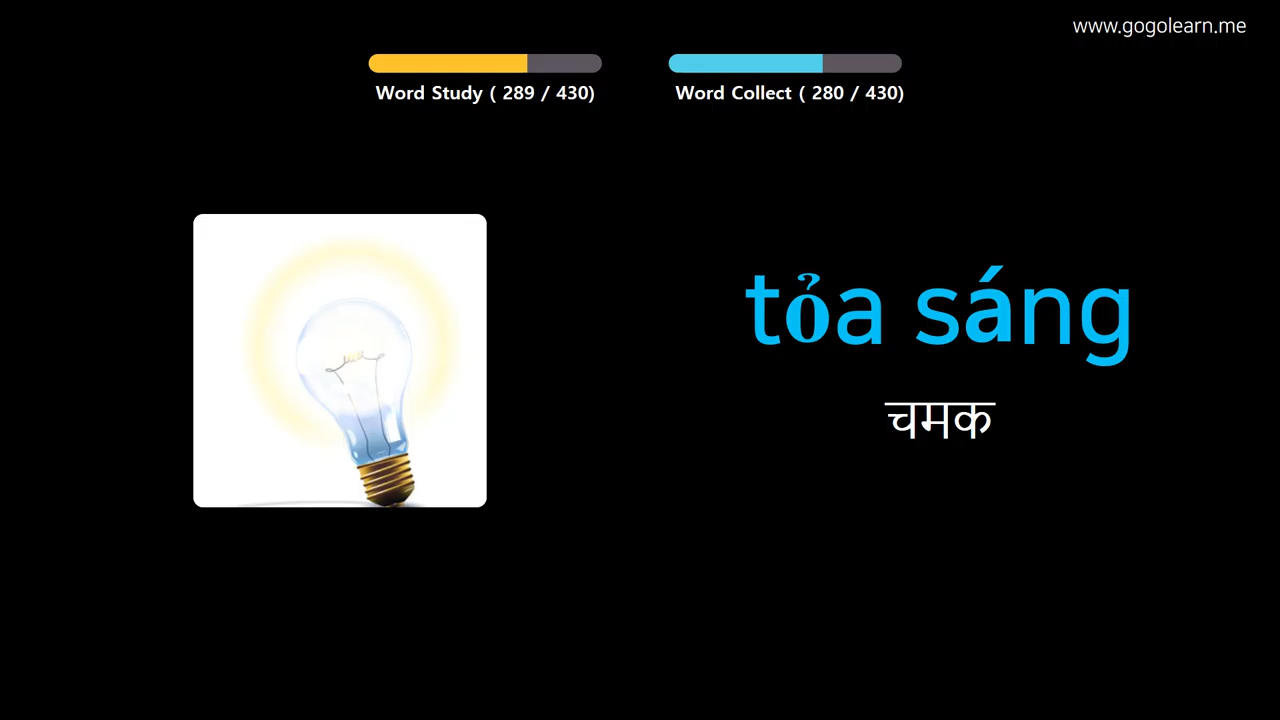 www.gogolearn.me
Word Study ( 289 / 430)
Word Collect ( 280 / 430)
tỏa sáng
चमक